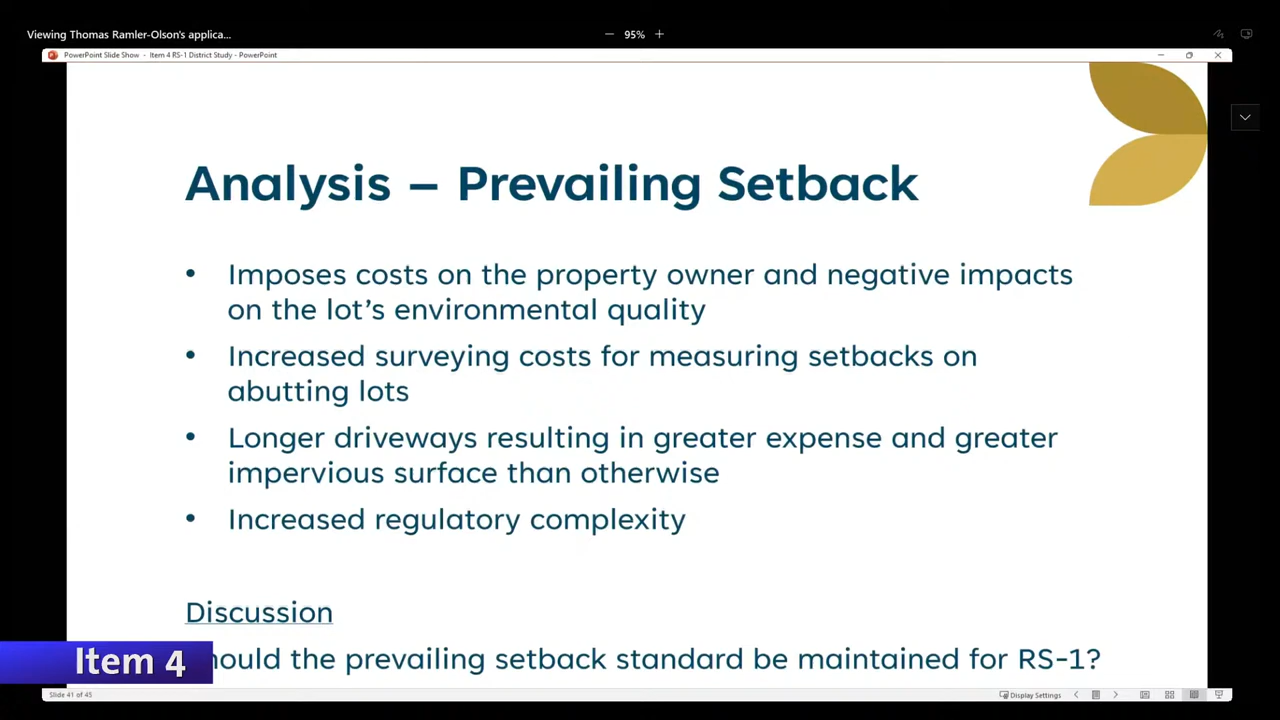 Viewing Thomas Ramler-Olson's applica...
95%
PowerPoint Slide Show - Item 4 RS-1 District Study - PowerPoint
Analysis – Prevailing Setback
• Imposes costs on the property owner and negative impacts
on the lot’s environmental quality
• Increased surveying costs for measuring setbacks on
abutting lots
• Longer driveways resulting in greater expense and greater
impervious surface than otherwise
• Increased regulatory complexity
Discussion
Item 4
hould the prevailing setback standard be maintained for RS-1?
Slide 41 of 45
Display Settings